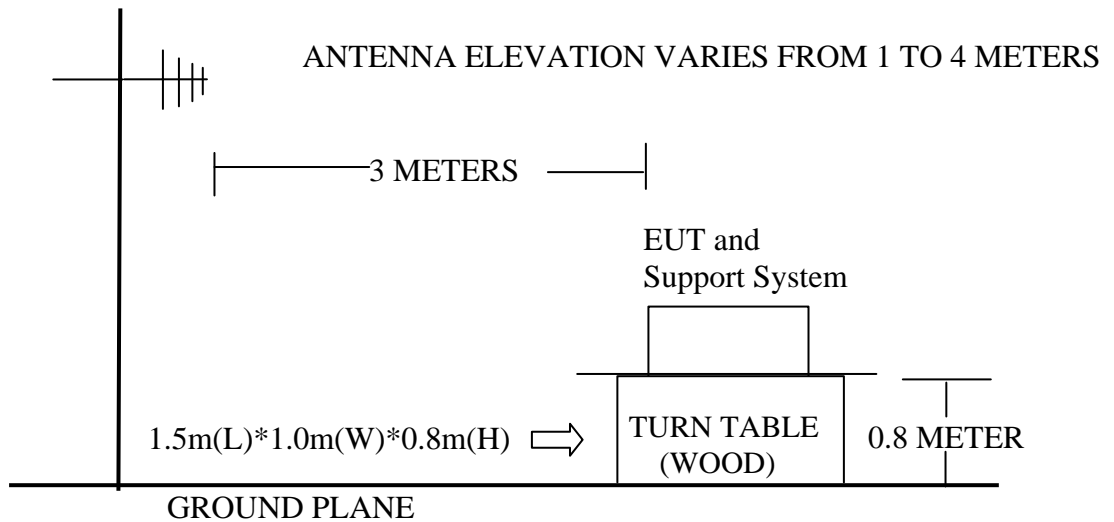 ANTENNA ELEVATION VARIES FROM 1 TO 4 METERS
3 METERS
EUT and
Support System
1.5m(L)*1.0m(W)*0.8m(H)
TURN TABLE
(WOOD)
0.8 METER
GROUND PLANE